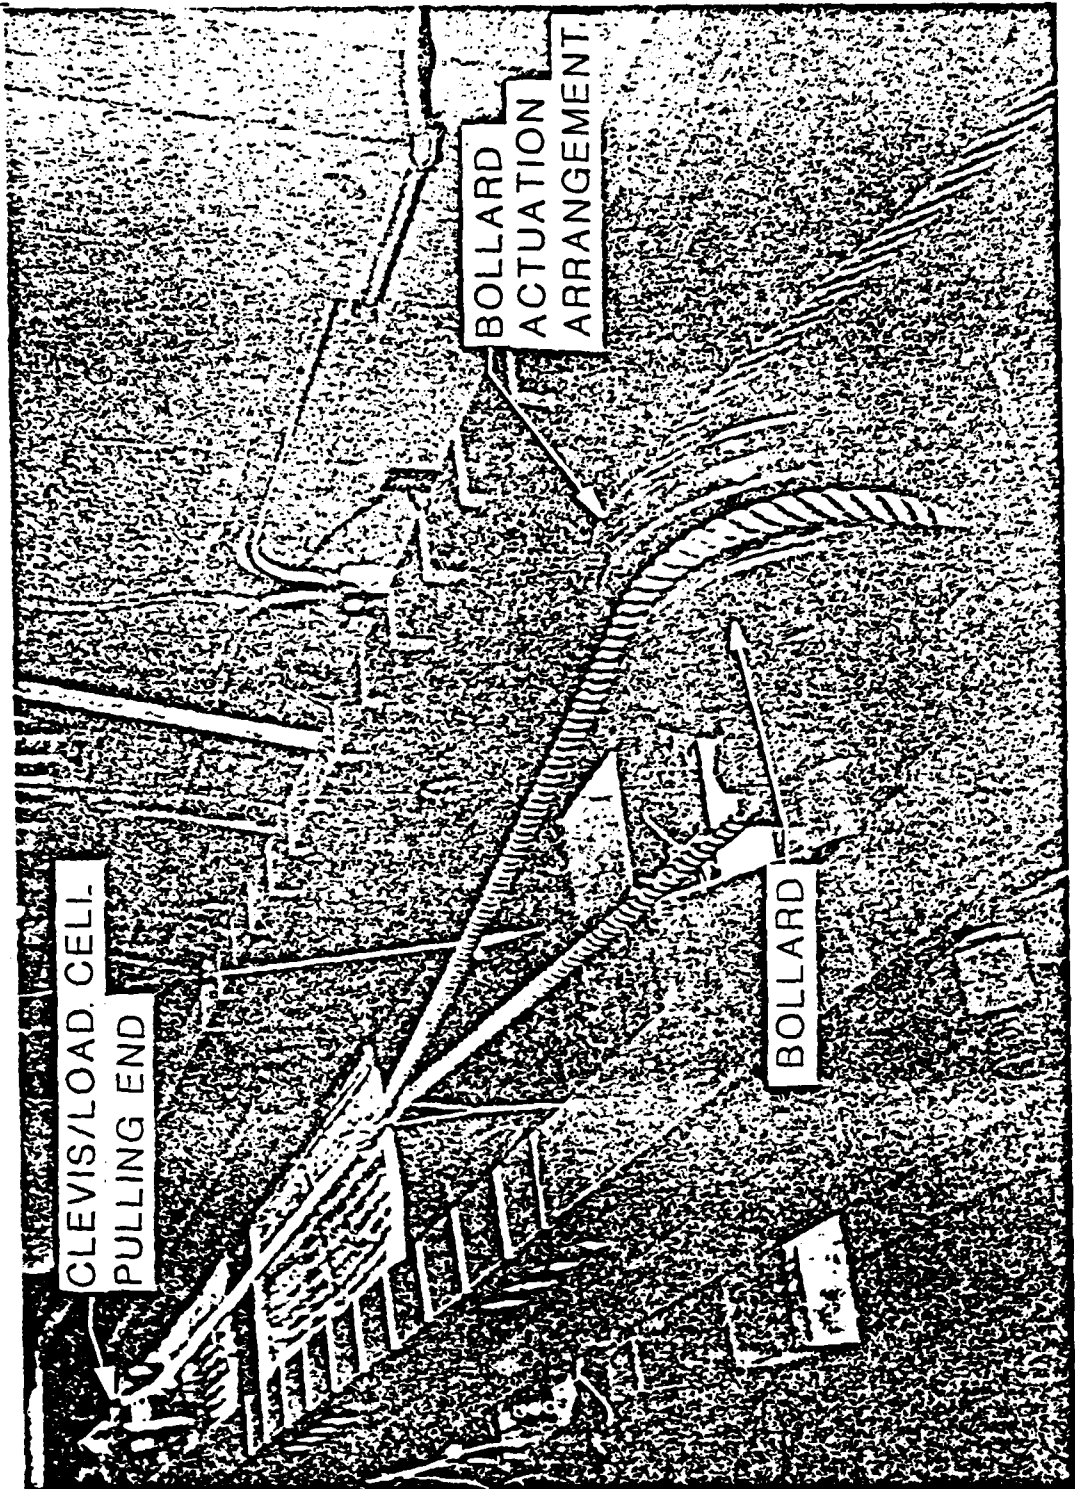 CLEVIS/LOAD CELL
PULLING END
BOLLARD
ACTUATION
ARRANGEMENT
BOLLARD